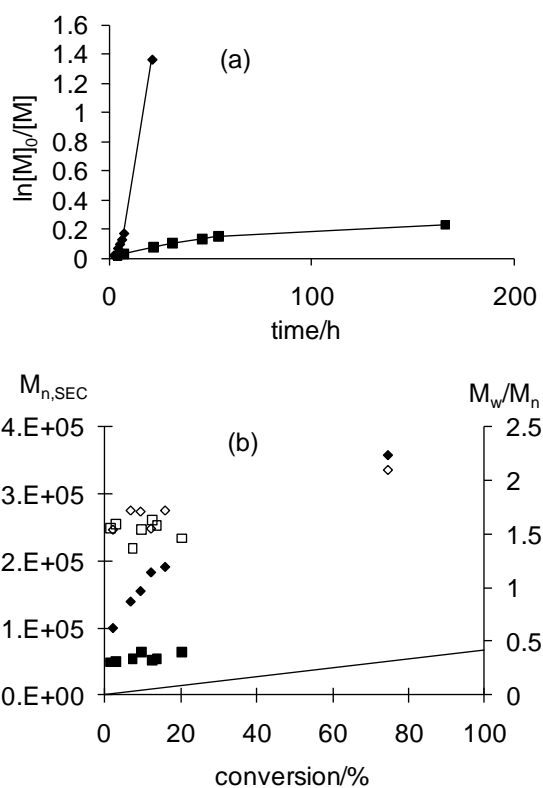 (a)
ln[M]₀/[M]
1.6
1.4
1.2
1
0.8
0.6
0.4
0.2
0
0 100 200
time/h
Mn,SEC Mw/Mn
(b)
4.E+05 2.5
3.E+05 2
2.E+05 1.5
1.E+05 1
0.E+00 0.5
0
0 20 40 60 80 100
conversion/%